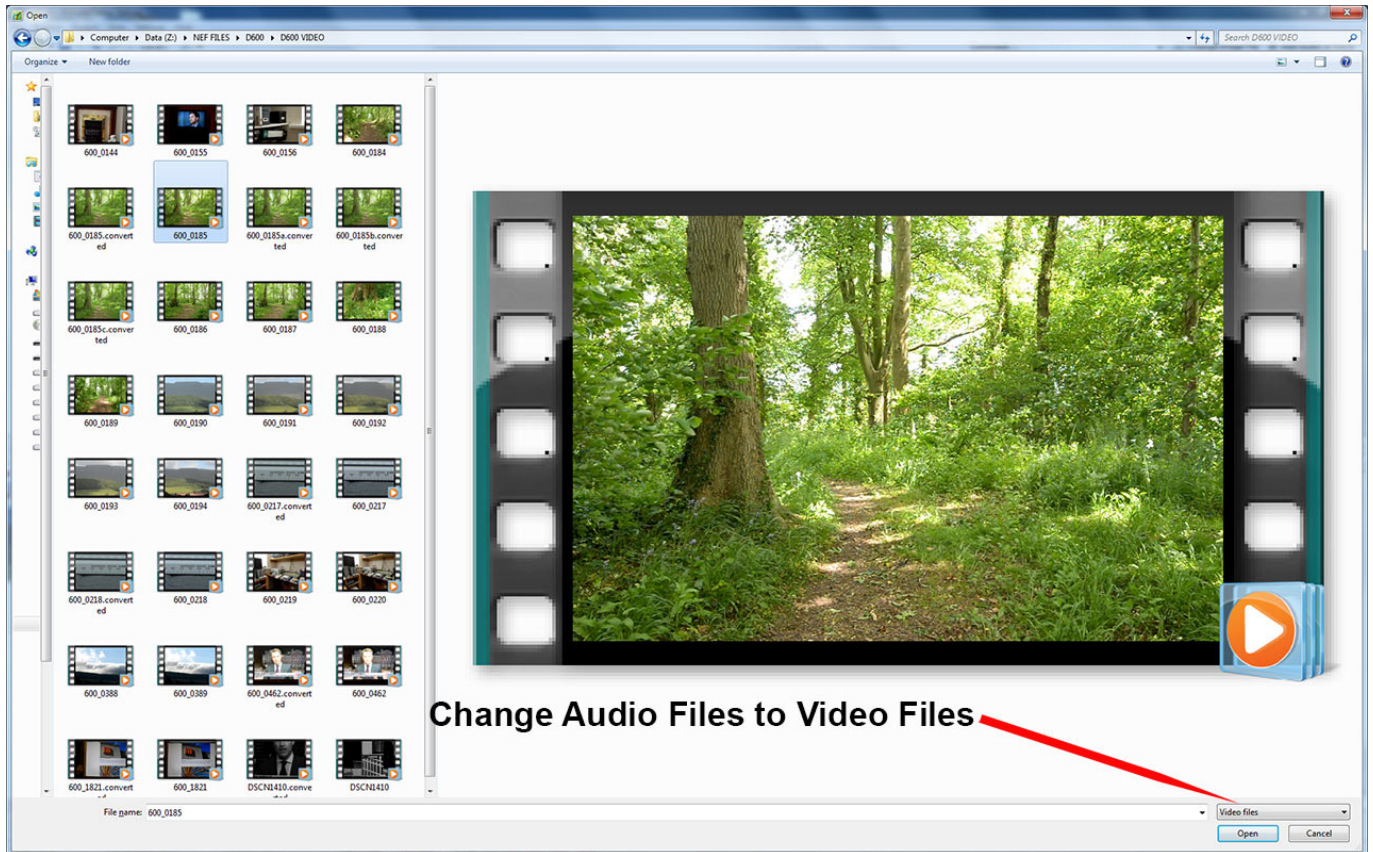 Open
Computer ▸ Data (Z:) ▸ NEF FILES ▸ D600 ▸ D600 VIDEO
Search D600 VIDEO
Organize
New folder
600_0144
600_0155
600_0156
600_0184
600_0185.convert
ed
600_0185
600_0185a.conver
ted
600_0185b.conver
ted
600_0185c.conver
ted
600_0186
600_0187
600_0188
600_0189
600_0190
600_0191
600_0192
600_0193
600_0194
600_0217.convert
ed
600_0217
600_0218.convert
ed
600_0218
600_0219
600_0220
600_0388
600_0389
600_0462.convert
ed
600_0462
Change Audio Files to Video Files
600_1821.convert
600_1821
DSCN1410.conve
DSCN1410
File name: 600_0185
Video files
Open
Cancel